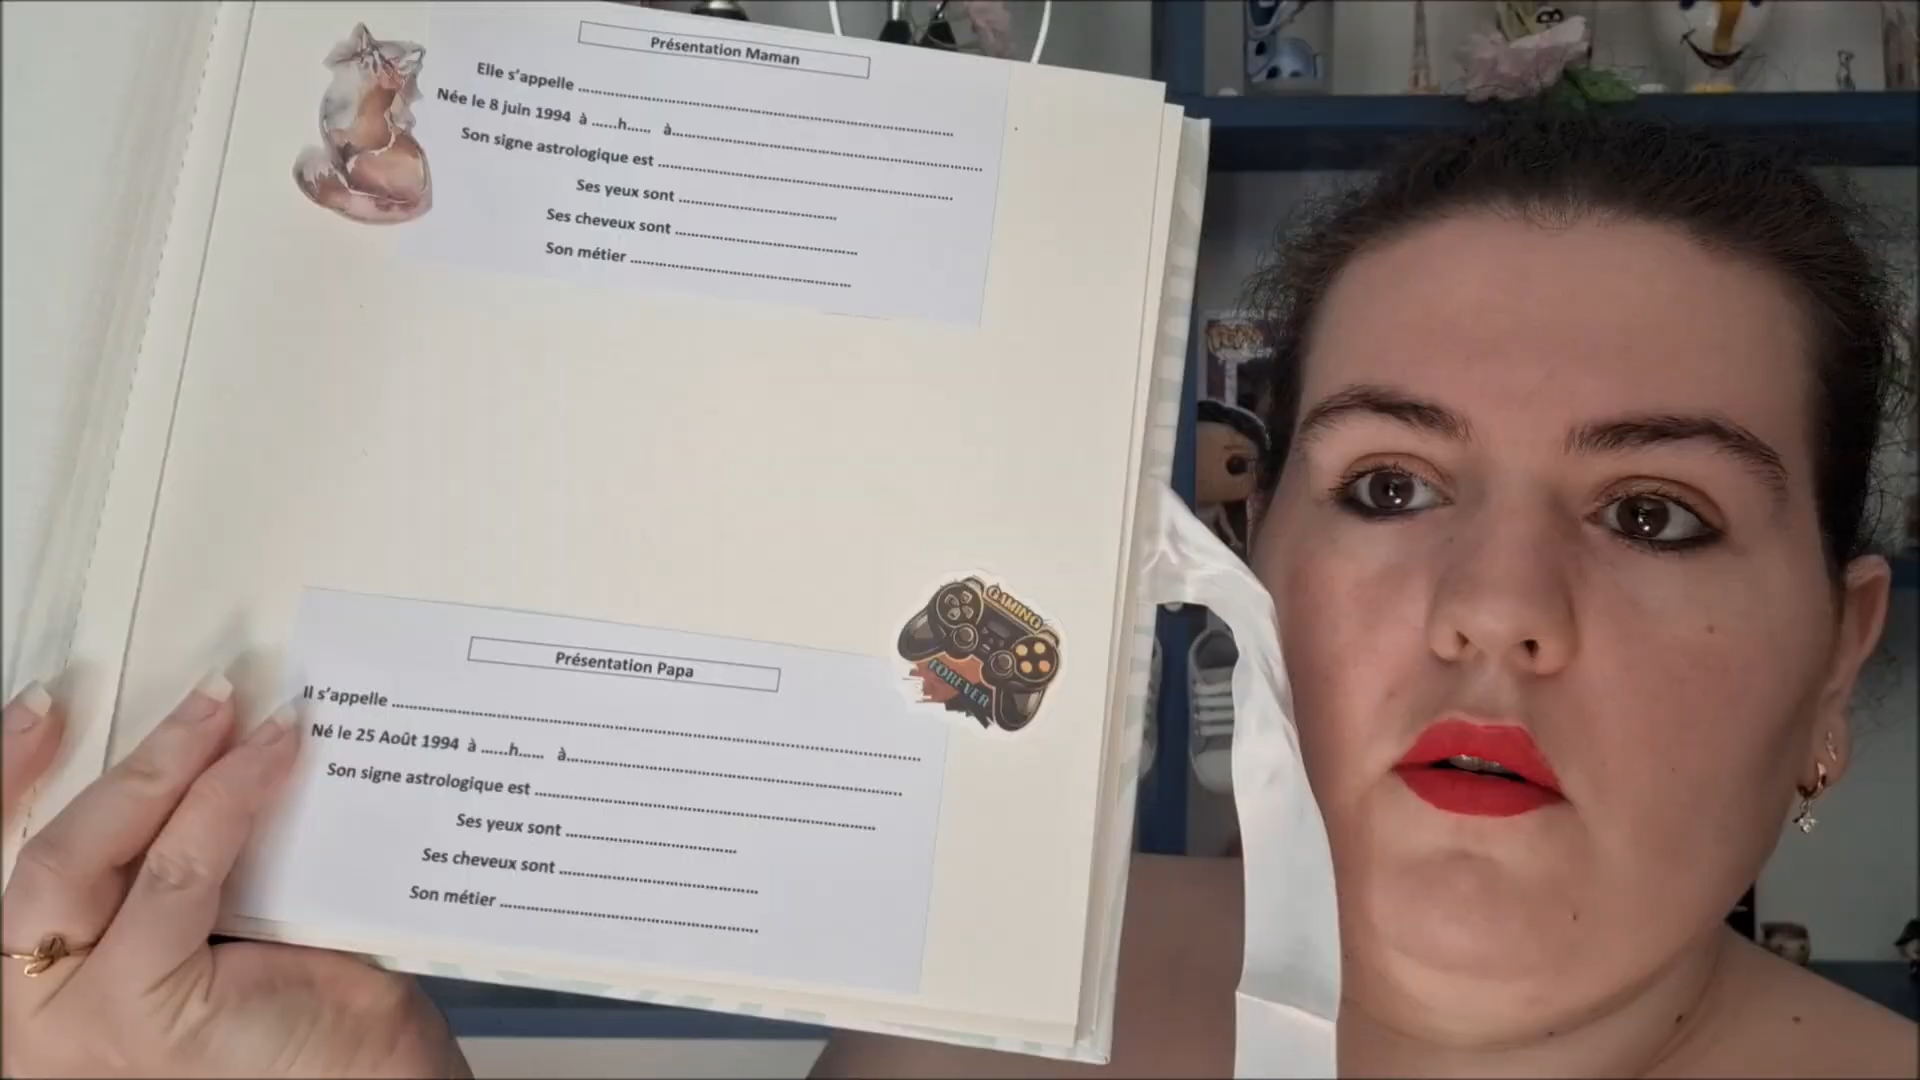 Présentation Maman
Elle s'appelle ................................................................
Née le 8 juin 1994 à ......h...... à................................................................
Son signe astrologique est ................................................................
Ses yeux sont ................................
Ses cheveux sont ................................
Son métier ................................
GAMING
FOREVER
Présentation Papa
Il s'appelle ................................................................
Né le 25 Août 1994 à ......h...... à................................................................
Son signe astrologique est ................................................................
Ses yeux sont ................................
Ses cheveux sont ................................
Son métier ................................